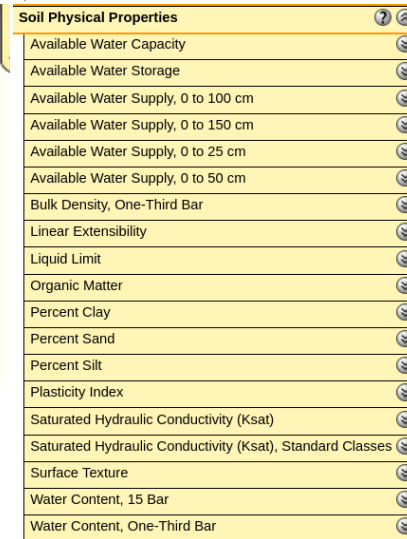 Soil Physical Properties
Available Water Capacity
Available Water Storage
Available Water Supply, 0 to 100 cm
Available Water Supply, 0 to 150 cm
Available Water Supply, 0 to 25 cm
Available Water Supply, 0 to 50 cm
Bulk Density, One-Third Bar
Linear Extensibility
Liquid Limit
Organic Matter
Percent Clay
Percent Sand
Percent Silt
Plasticity Index
Saturated Hydraulic Conductivity (Ksat)
Saturated Hydraulic Conductivity (Ksat), Standard Classes
Surface Texture
Water Content, 15 Bar
Water Content, One-Third Bar